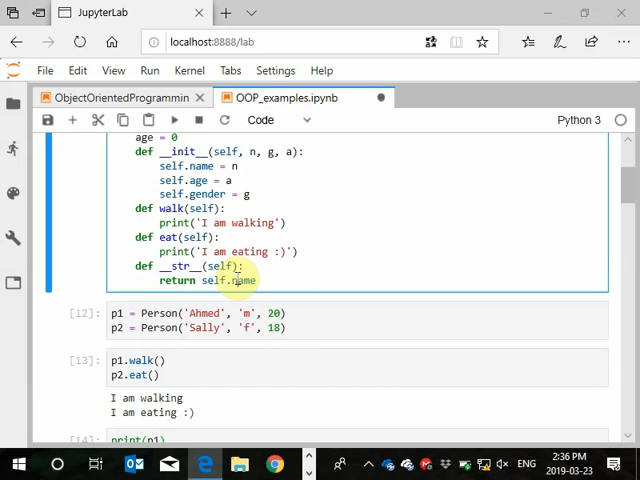 JupyterLab
localhost:8888/lab
File Edit View Run Kernel Tabs Settings Help
ObjectOrientedProgrammin
OOP_examples.ipynb
Code
Python 3
age = 0
def __init__(self, n, g, a):
self.name = n
self.age = a
self.gender = g
def walk(self):
print('I am walking')
def eat(self):
print('I am eating :)')
def __str__(self):
return self.name
[12]: p1 = Person('Ahmed', 'm', 20)
p2 = Person('Sally', 'f', 18)
[13]: p1.walk()
p2.eat()
I am walking
I am eating :)
[14]: print(p1)
ENG
2:36 PM
2019-03-23